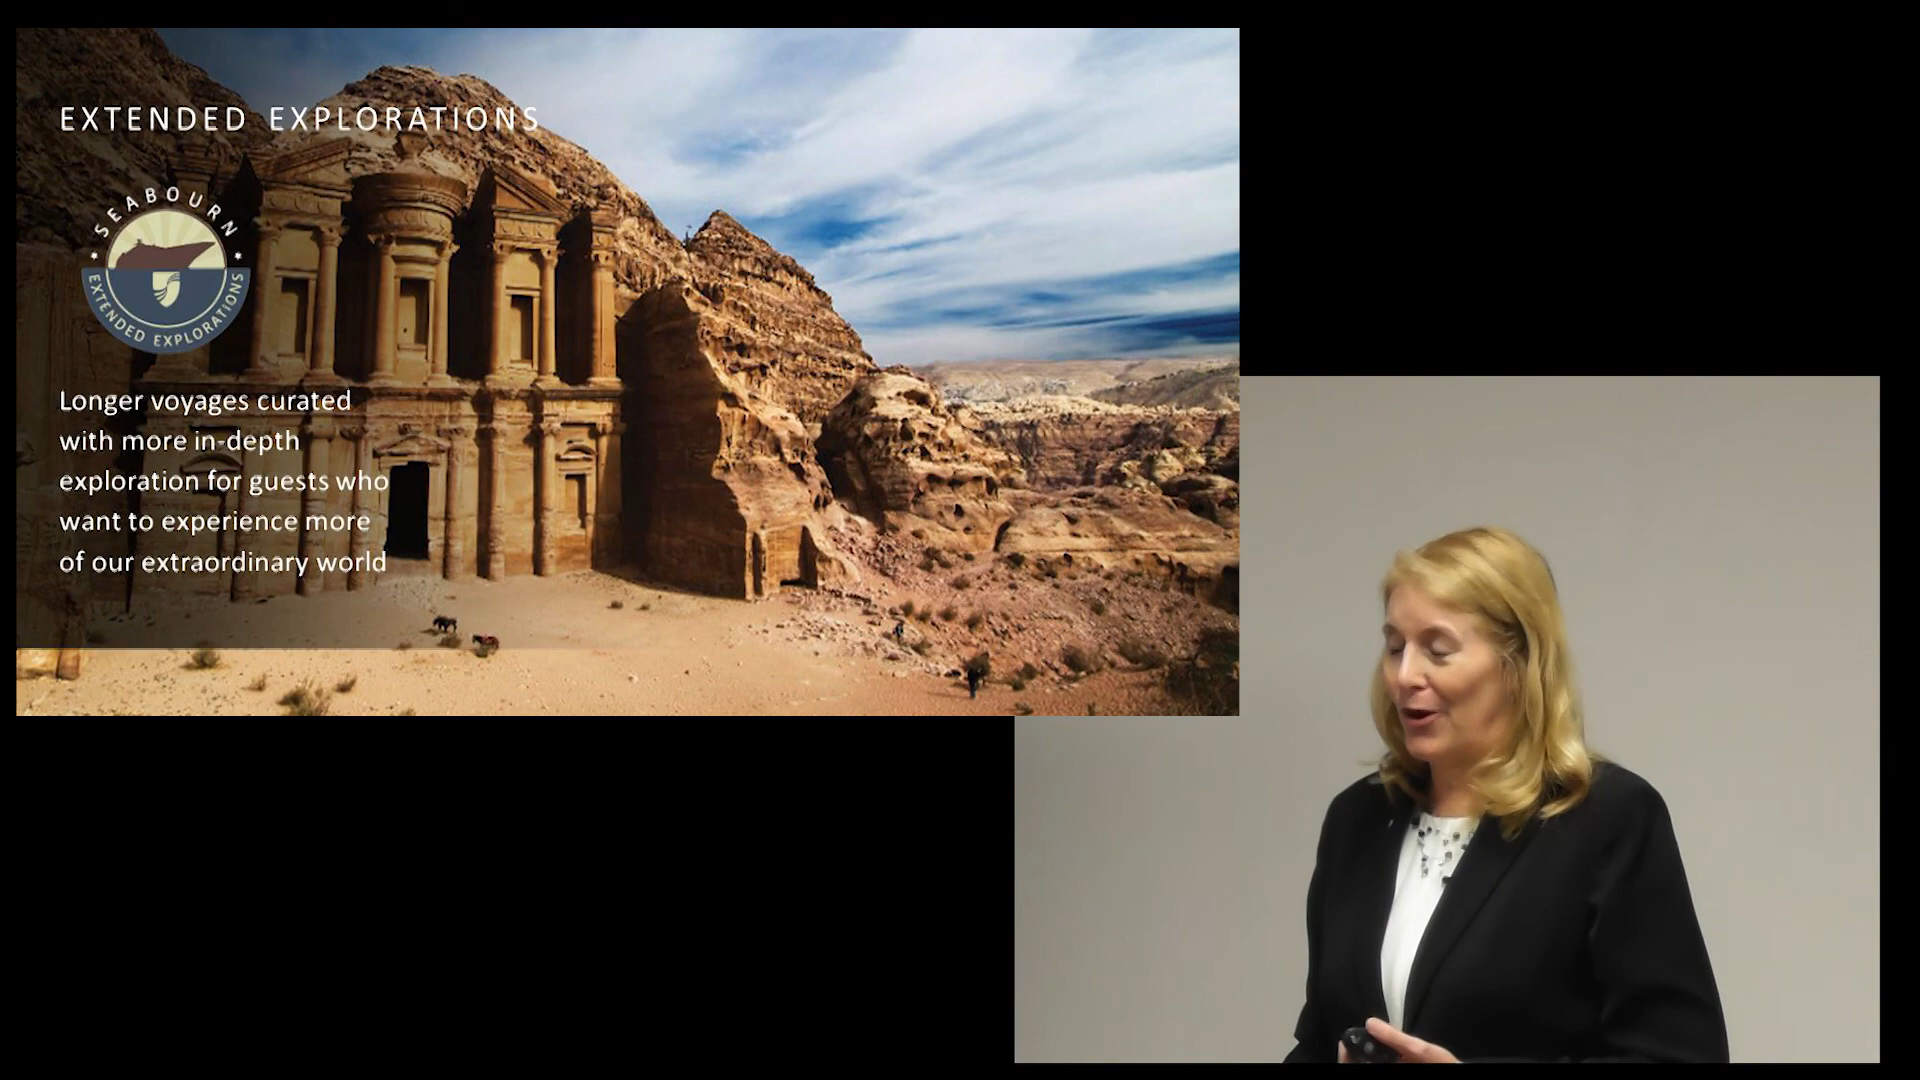 EXTENDED EXPLORATIONS
SEABOURN
EXTENDED EXPLORATIONS
Longer voyages curated
with more in-depth
exploration for guests who
want to experience more
of our extraordinary world